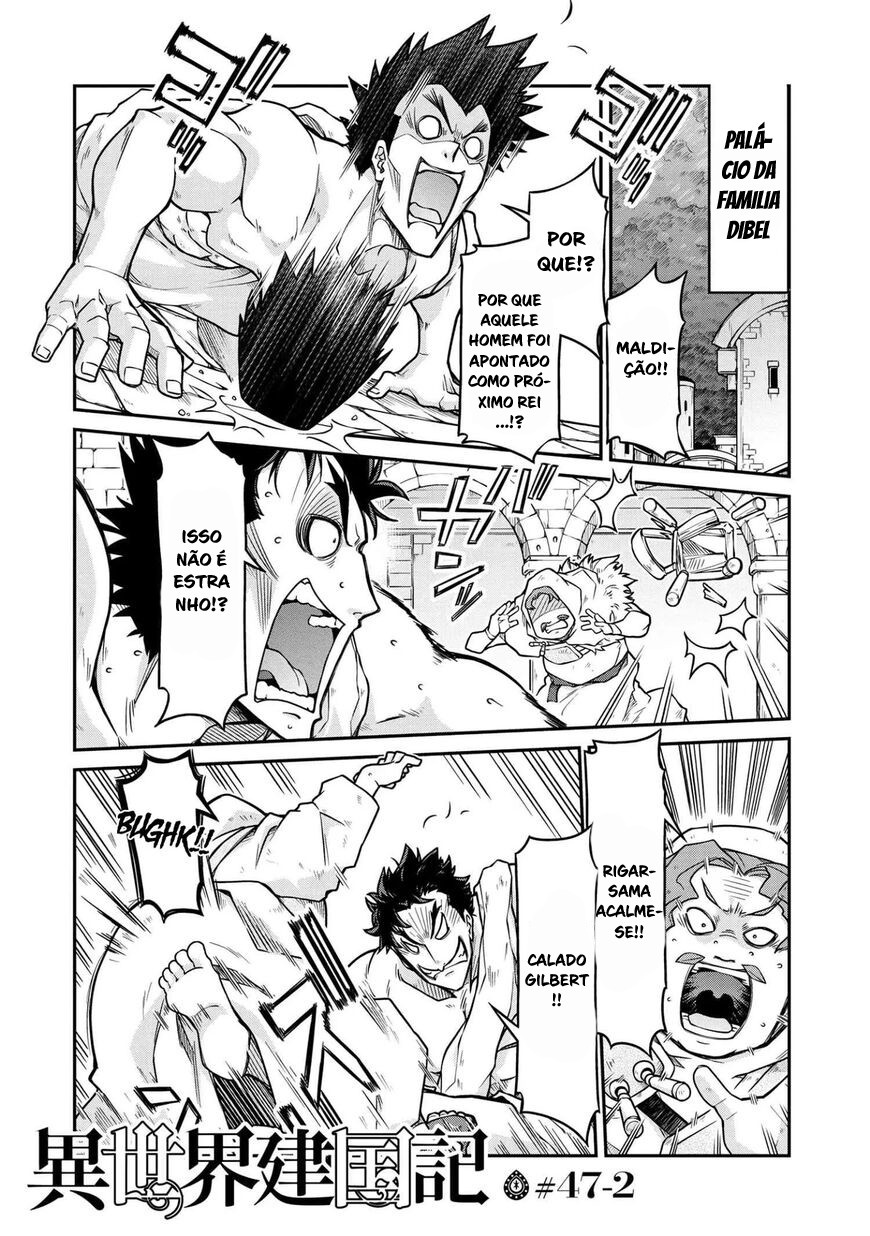 PALÁ-
CIO DA
FAMILIA
DIBEL
MALDI-
ÇÃO!!
POR
QUE!?
POR QUE
AQUELE
HOMEM FOI
APONTADO
COMO PRÓ-
XIMO REI
...!?
ISSO
NÃO É
ESTRA
NHO!?
RIGAR-
SAMA
ACALME-
SE!!
CALADO
GILBERT
!!
BUGHK!!
異世界建国記
#47-2